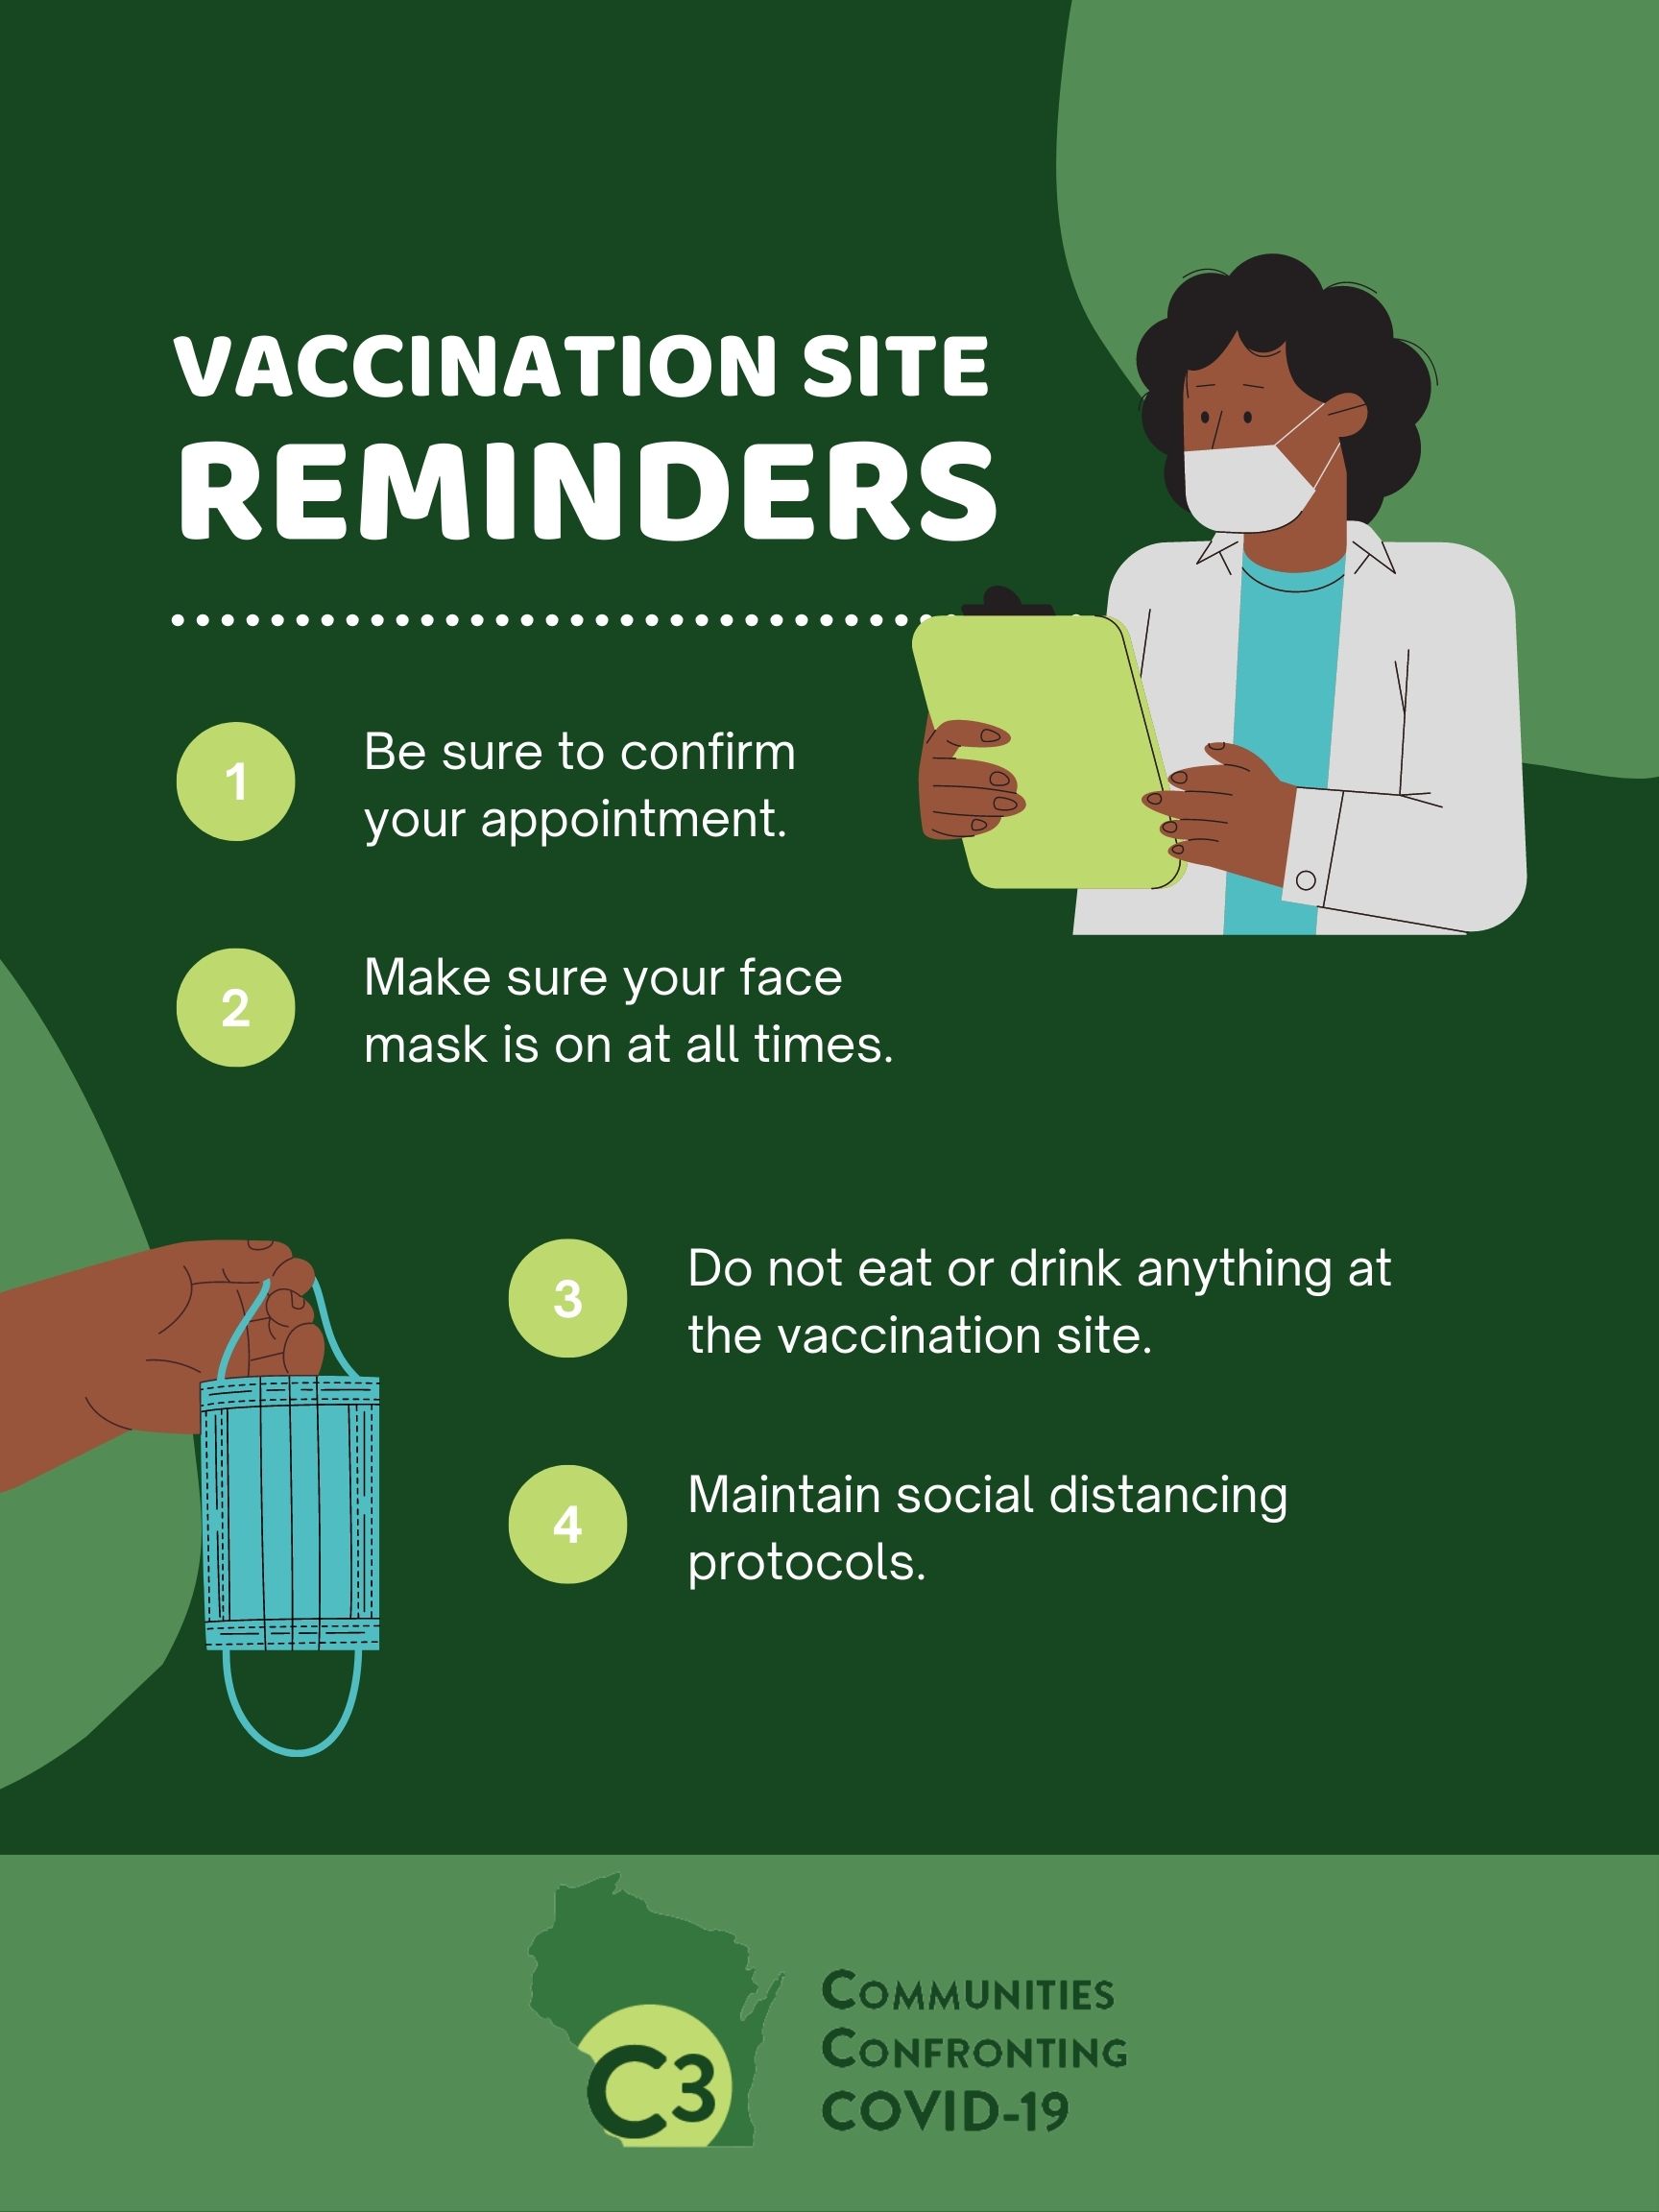 VACCINATION SITE
REMINDERS
1
Be sure to confirm
your appointment.
2
Make sure your face
mask is on at all times.
3
Do not eat or drink anything at
the vaccination site.
4
Maintain social distancing
protocols.
C3
COMMUNITIES
CONFRONTING
COVID-19